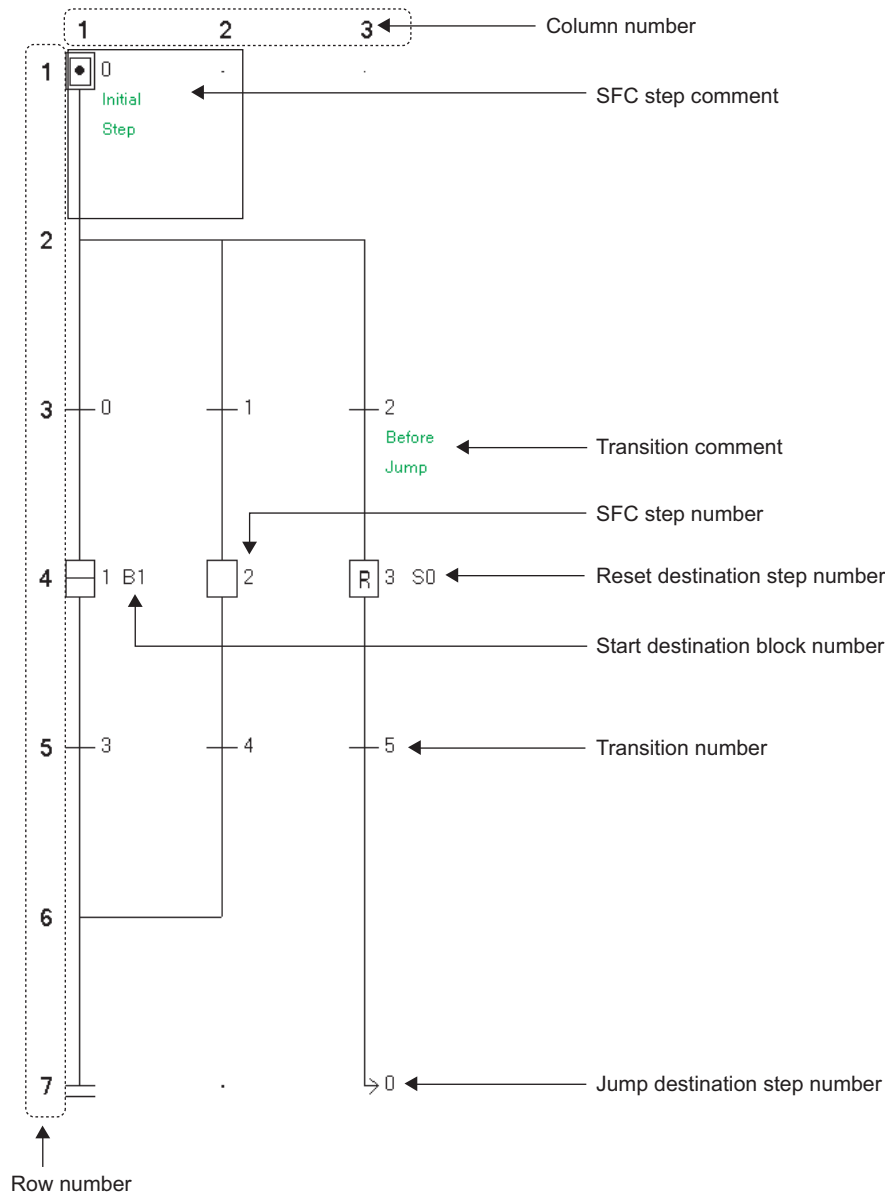 1 2 3 Column number
1 0
Initial
Step
SFC step comment
2
3 0 1 2
Before
Jump
Transition comment
SFC step number
4 1 B1 2 R 3 S0 Reset destination step number
Start destination block number
5 3 4 5 Transition number
6
7 0 Jump destination step number
Row number